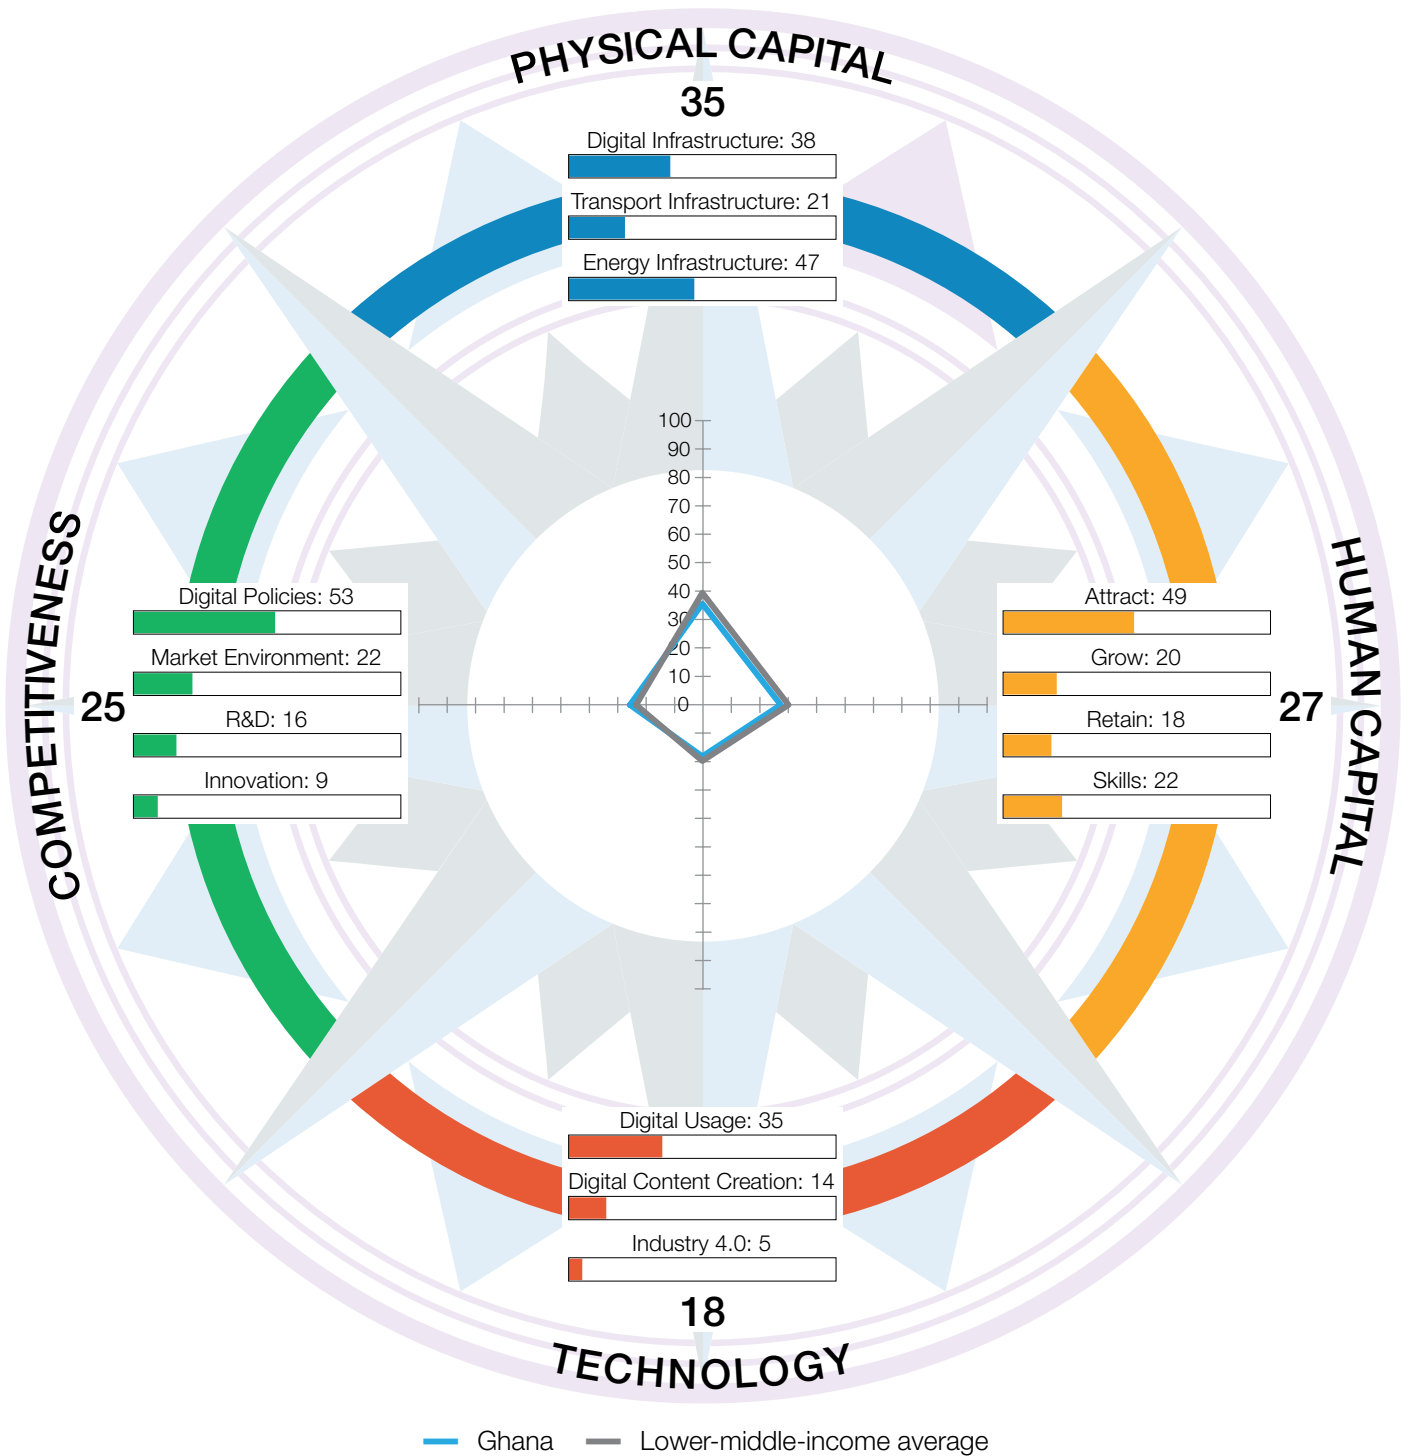 PHYSICAL CAPITAL
35
Digital Infrastructure: 38
Transport Infrastructure: 21
Energy Infrastructure: 47
100
90
80
70
60
50
40
30
20
10
0
COMPETITIVENESS
25
Digital Policies: 53
Market Environment: 22
R&D: 16
Innovation: 9
HUMAN CAPITAL
27
Attract: 49
Grow: 20
Retain: 18
Skills: 22
Digital Usage: 35
Digital Content Creation: 14
Industry 4.0: 5
18
TECHNOLOGY
Ghana
Lower-middle-income average